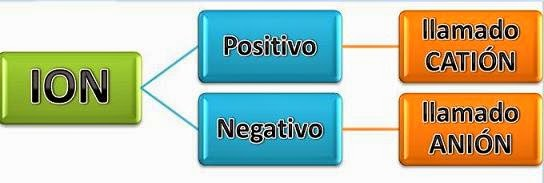 ION
Positivo
llamado
CATIÓN
Negativo
llamado
ANIÓN